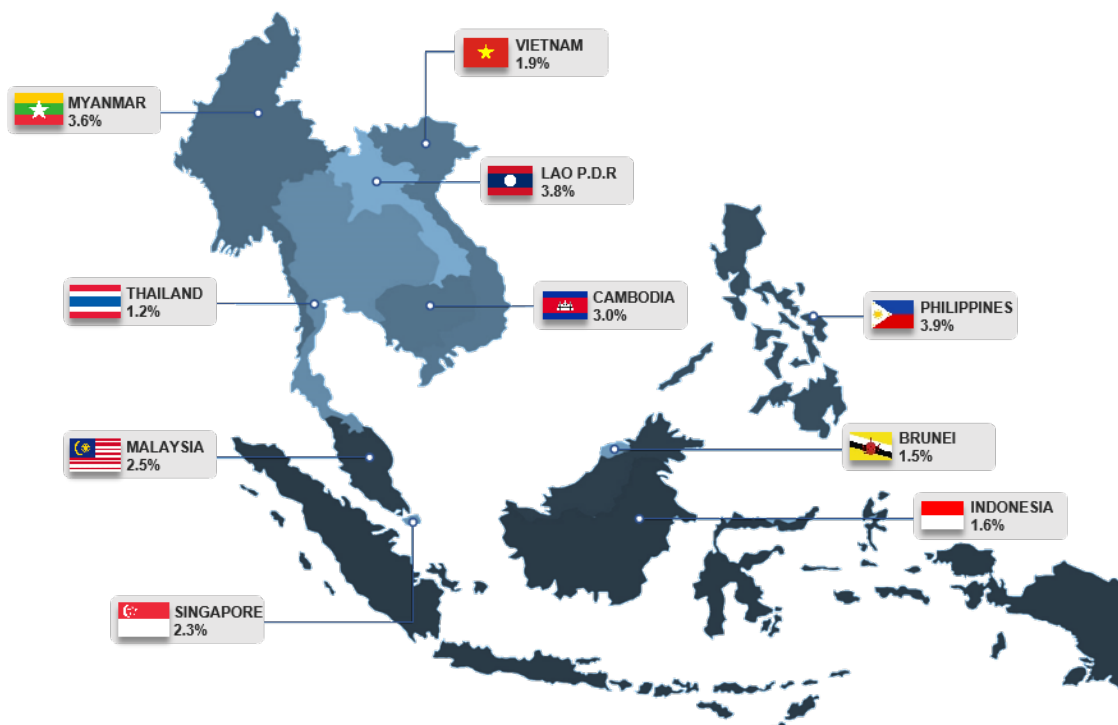 VIETNAM
1.9%
MYANMAR
3.6%
LAO P.D.R
3.8%
THAILAND
1.2%
CAMBODIA
3.0%
PHILIPPINES
3.9%
MALAYSIA
2.5%
BRUNEI
1.5%
INDONESIA
1.6%
SINGAPORE
2.3%